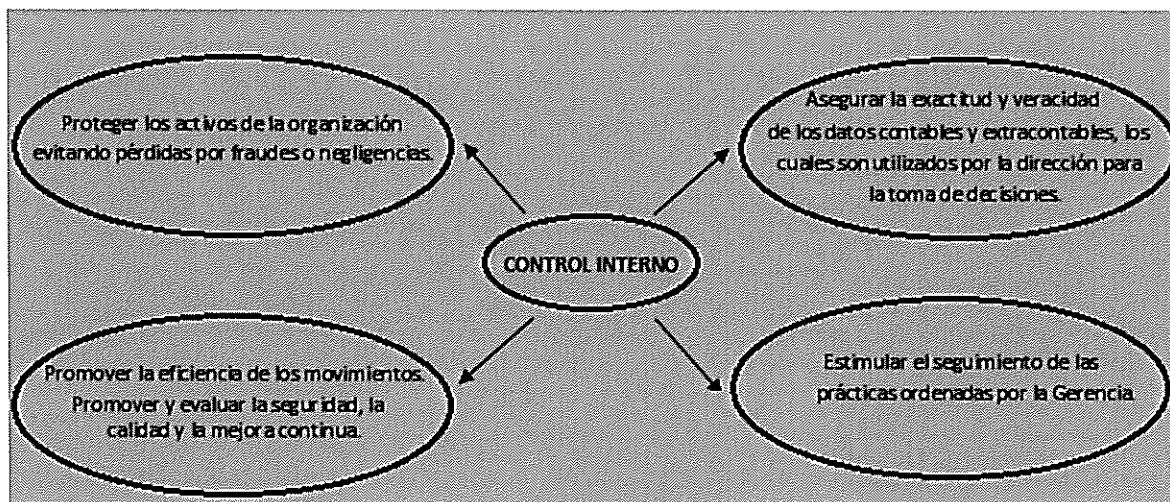 Proteger los activos de la organización
evitando pérdidas por fraudes o negligencias.
Asegurar la exactitud y veracidad
de los datos contables y extracontables, los
cuales son utilizados por la dirección para
la toma de decisiones.
CONTROL INTERNO
Promover la eficiencia de los movimientos.
Promover y evaluar la seguridad, la
calidad y la mejora continua.
Estimular el seguimiento de las
prácticas ordenadas por la Gerencia.